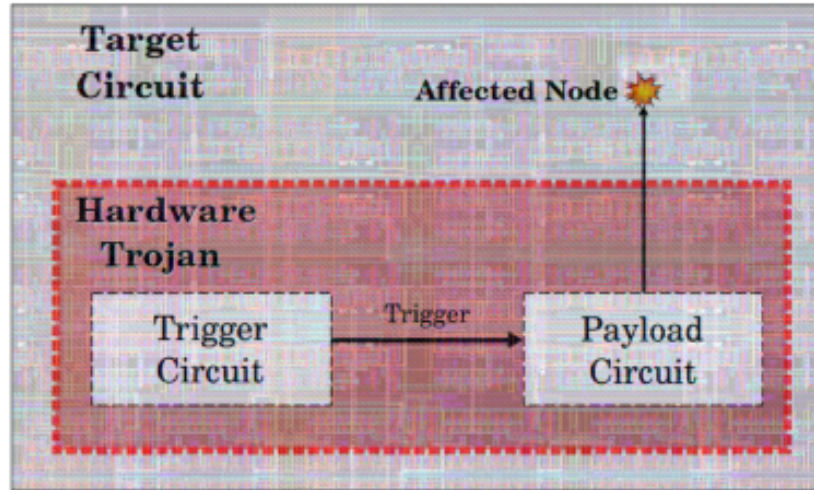 Target
Circuit
Affected Node
Hardware
Trojan
Trigger
Circuit
Trigger
Payload
Circuit